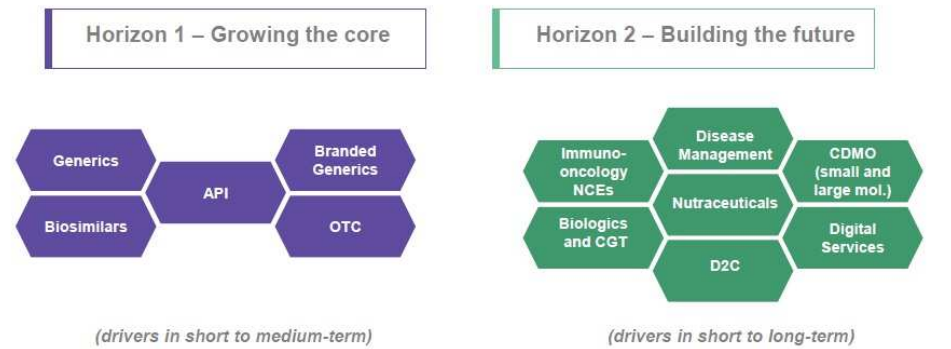 Horizon 1 – Growing the core
Generics
Biosimilars
API
Branded
Generics
OTC
(drivers in short to medium-term)
Horizon 2 – Building the future
Immuno-
oncology
NCEs
Biologics
and CGT
Disease
Management
Nutraceuticals
D2C
CDMO
(small and
large mol.)
Digital
Services
(drivers in short to long-term)